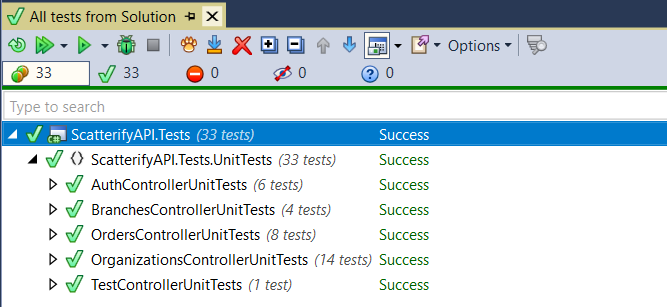 All tests from Solution
Options
33 33 0 0 0
Type to search
ScatterifyAPI.Tests (33 tests) Success
ScatterifyAPI.Tests.UnitTests (33 tests) Success
AuthControllerUnitTests (6 tests) Success
BranchesControllerUnitTests (4 tests) Success
OrdersControllerUnitTests (8 tests) Success
OrganizationsControllerUnitTests (14 tests) Success
TestControllerUnitTests (1 test) Success